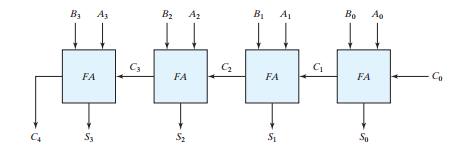 B₃ A₃ B₂ A₂ B₁ A₁ B₀ A₀
FA C₃ FA C₂ FA C₁ FA C₀
C₄ S₃ S₂ S₁ S₀